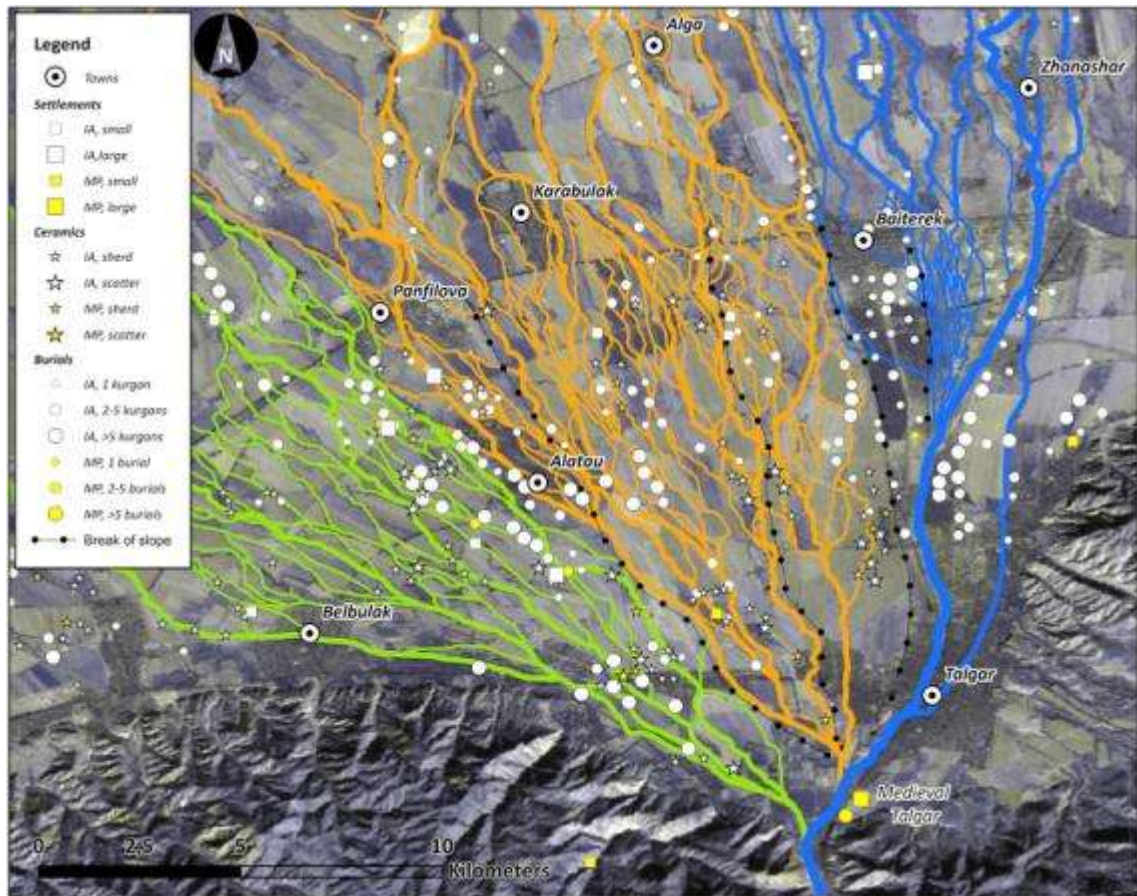 Legend
Towns
Settlements
IA, small
IA,large
MP, small
MP, large
Ceramics
IA, sherd
IA, scatter
MP, sherd
MP, scatter
Burials
IA, 1 kurgan
IA, 2-5 kurgans
IA, >5 kurgans
MP, 1 burial
MP, 2-5 burials
MP, >5 burials
Break of slope
N
Alga
Zhanashar
Karabulak
Baiterek
Panfilova
Alatau
Belbulak
Talgar
Medieval
Talgar
0 2,5 5 10
Kilometers